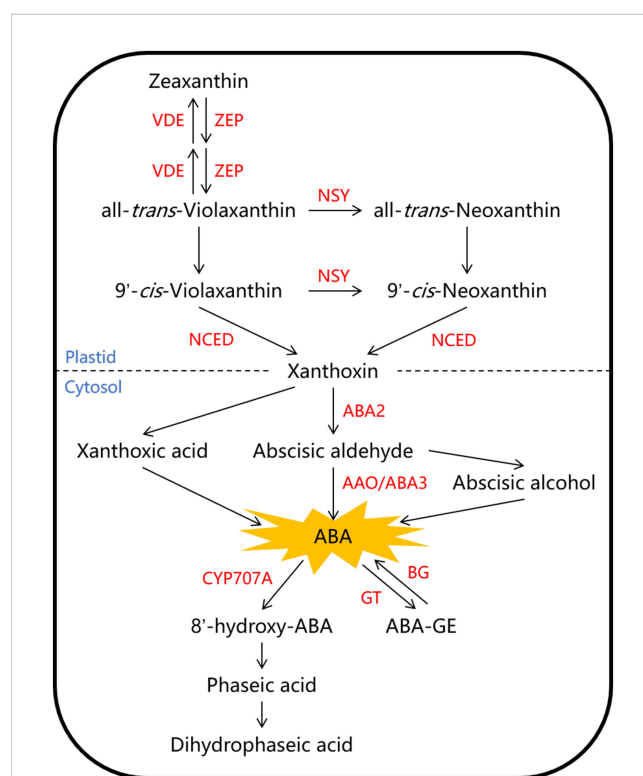 Zeaxanthin
VDE ZEP
VDE ZEP
NSY
all-trans-Violaxanthin all-trans-Neoxanthin
NSY
9’-cis-Violaxanthin 9’-cis-Neoxanthin
NCED NCED
Plastid
Xanthoxin
Cytosol
ABA2
Xanthoxic acid Abscisic aldehyde
AAO/ABA3 Abscisic alcohol
ABA
CYP707A BG
GT
8’-hydroxy-ABA ABA-GE
Phaseic acid
Dihydrophaseic acid